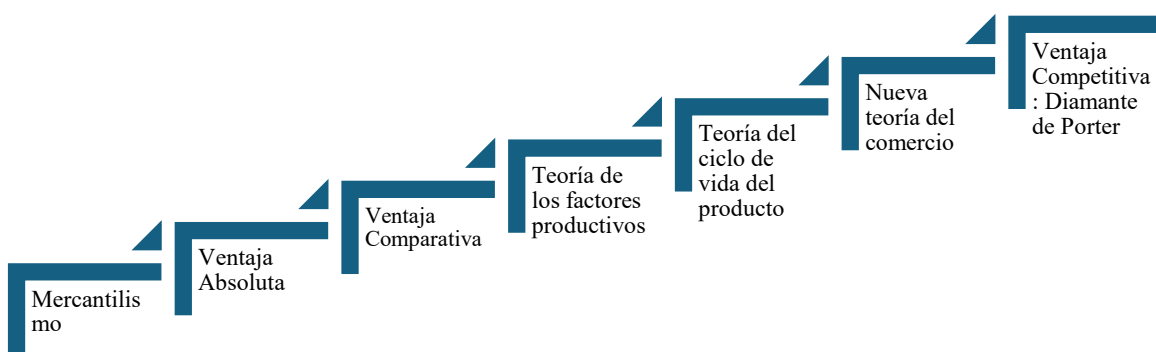 Mercantilis
mo
Ventaja
Absoluta
Ventaja
Comparativa
Teoría de
los factores
productivos
Teoría del
ciclo de
vida del
producto
Nueva
teoría del
comercio
Ventaja
Competitiva
: Diamante
de Porter